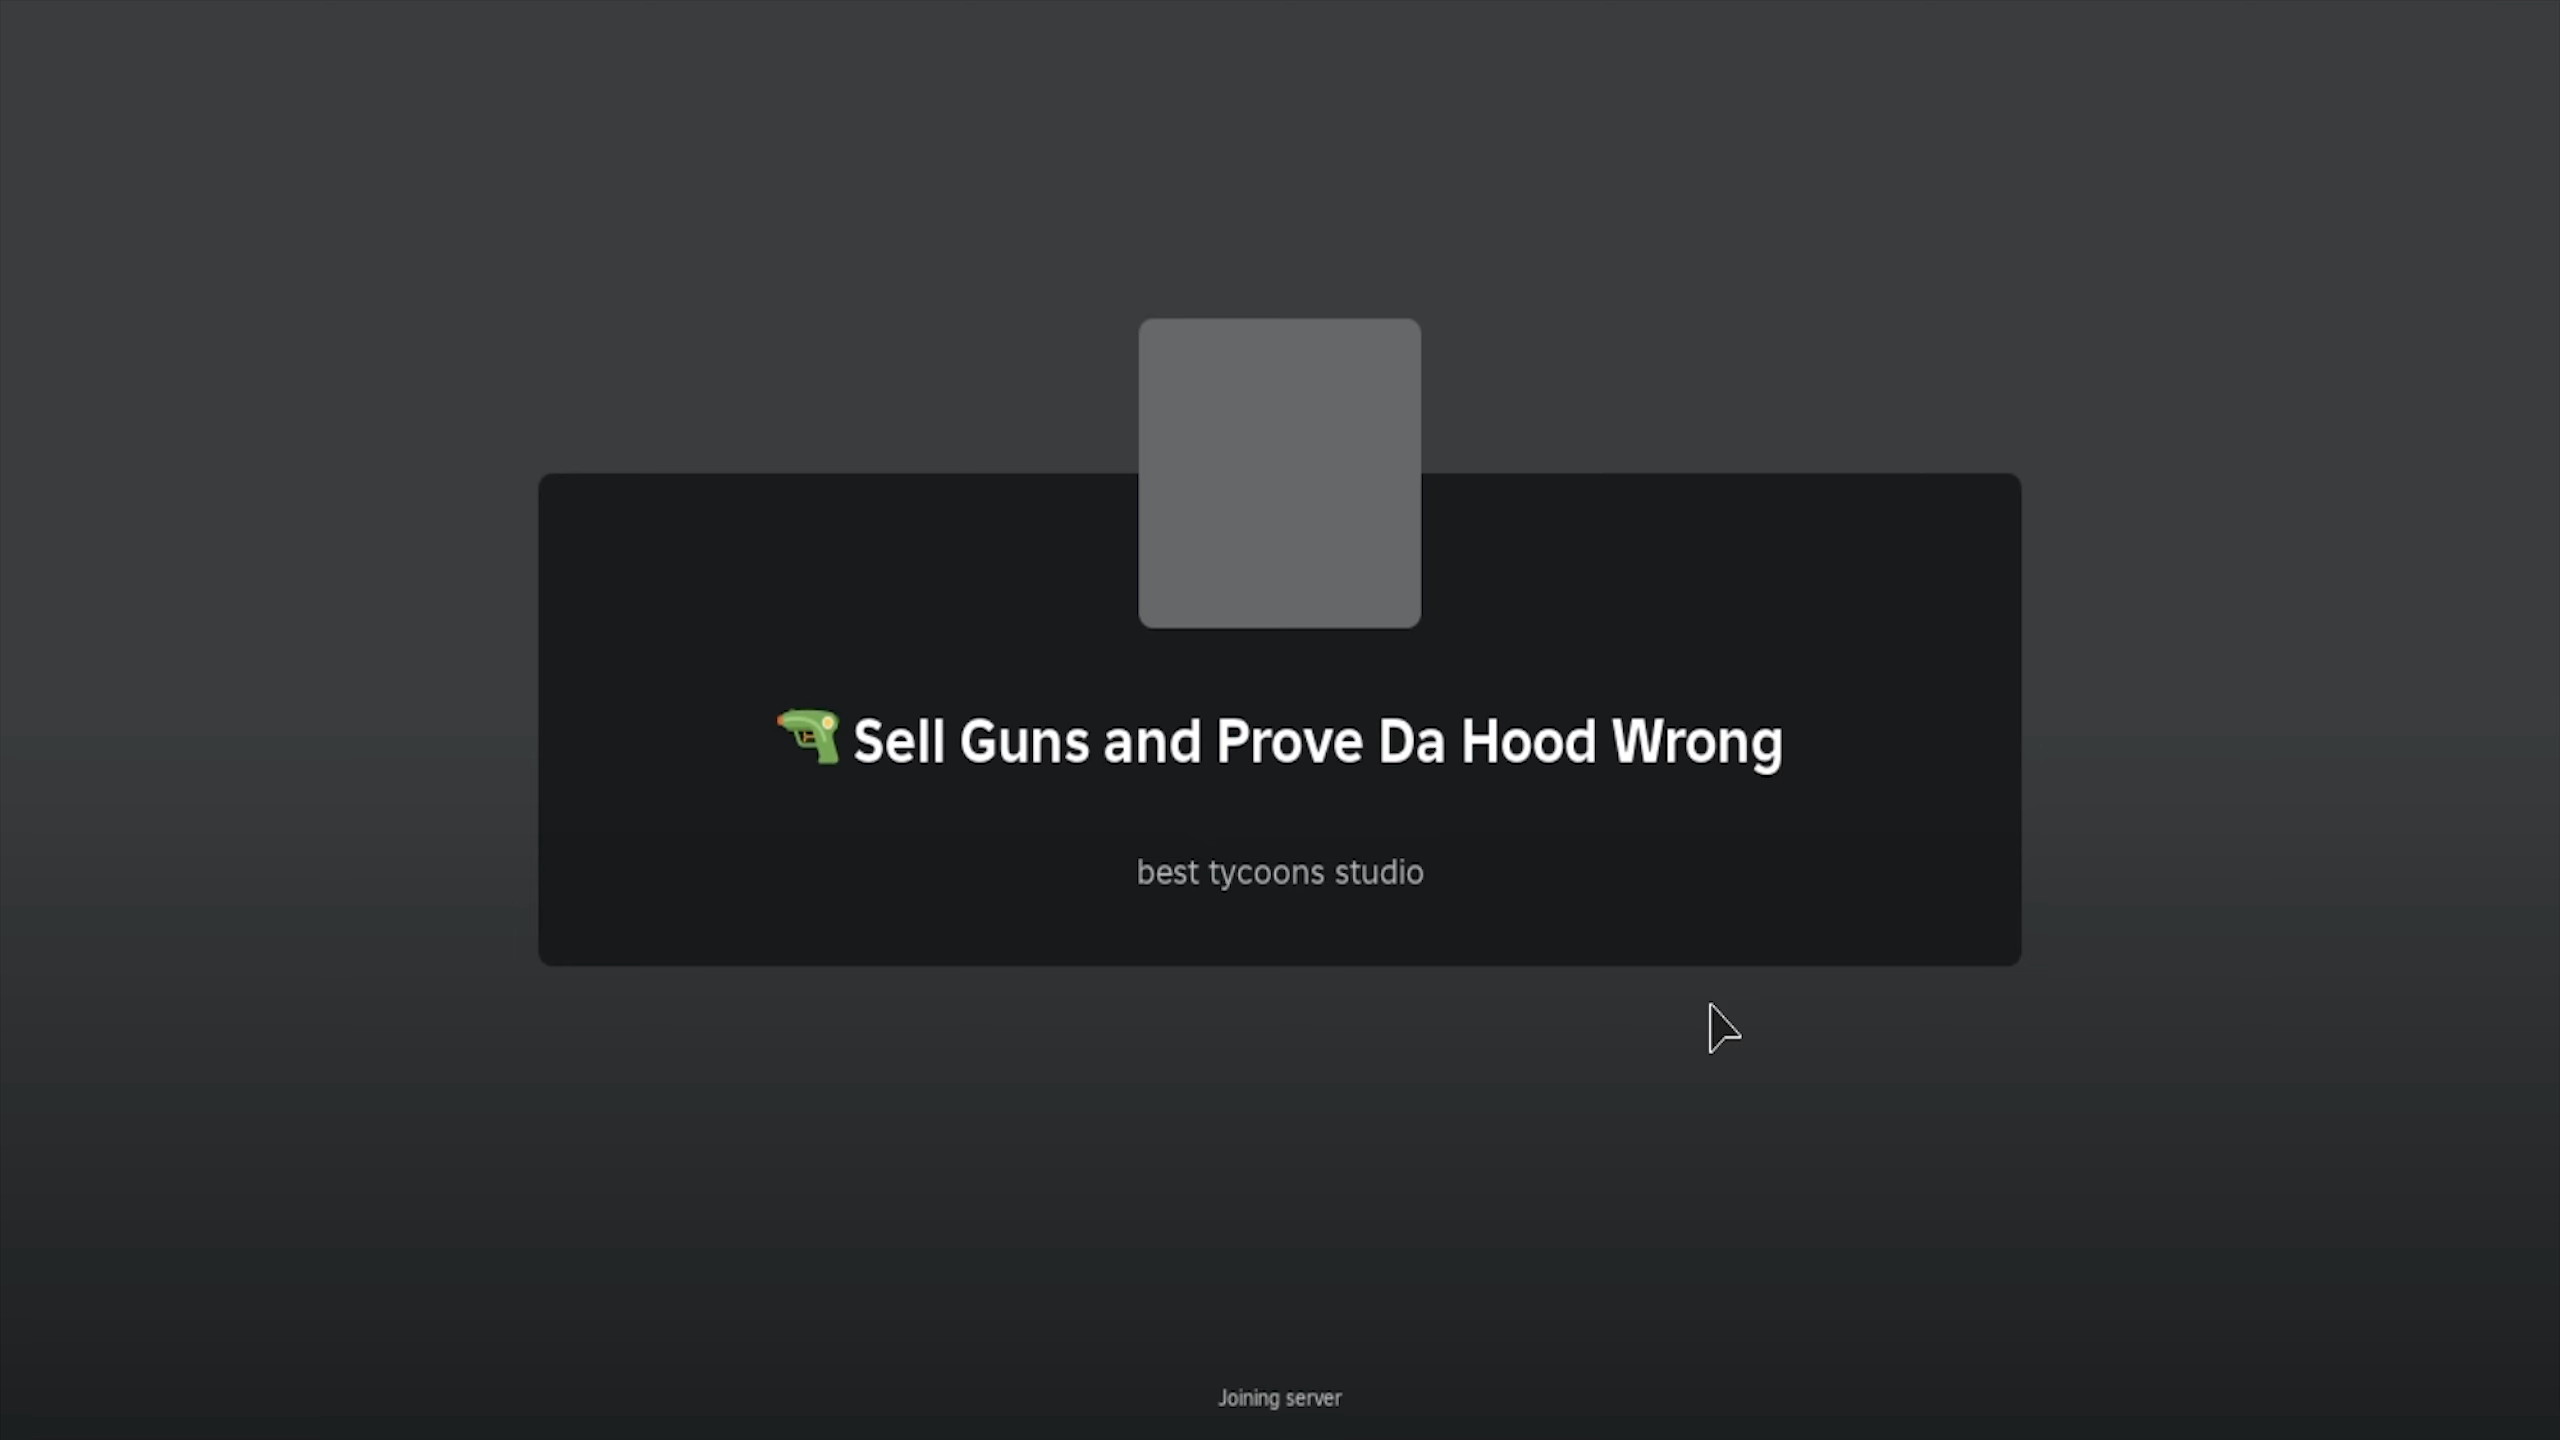 🔫 Sell Guns and Prove Da Hood Wrong
best tycoons studio
Joining server